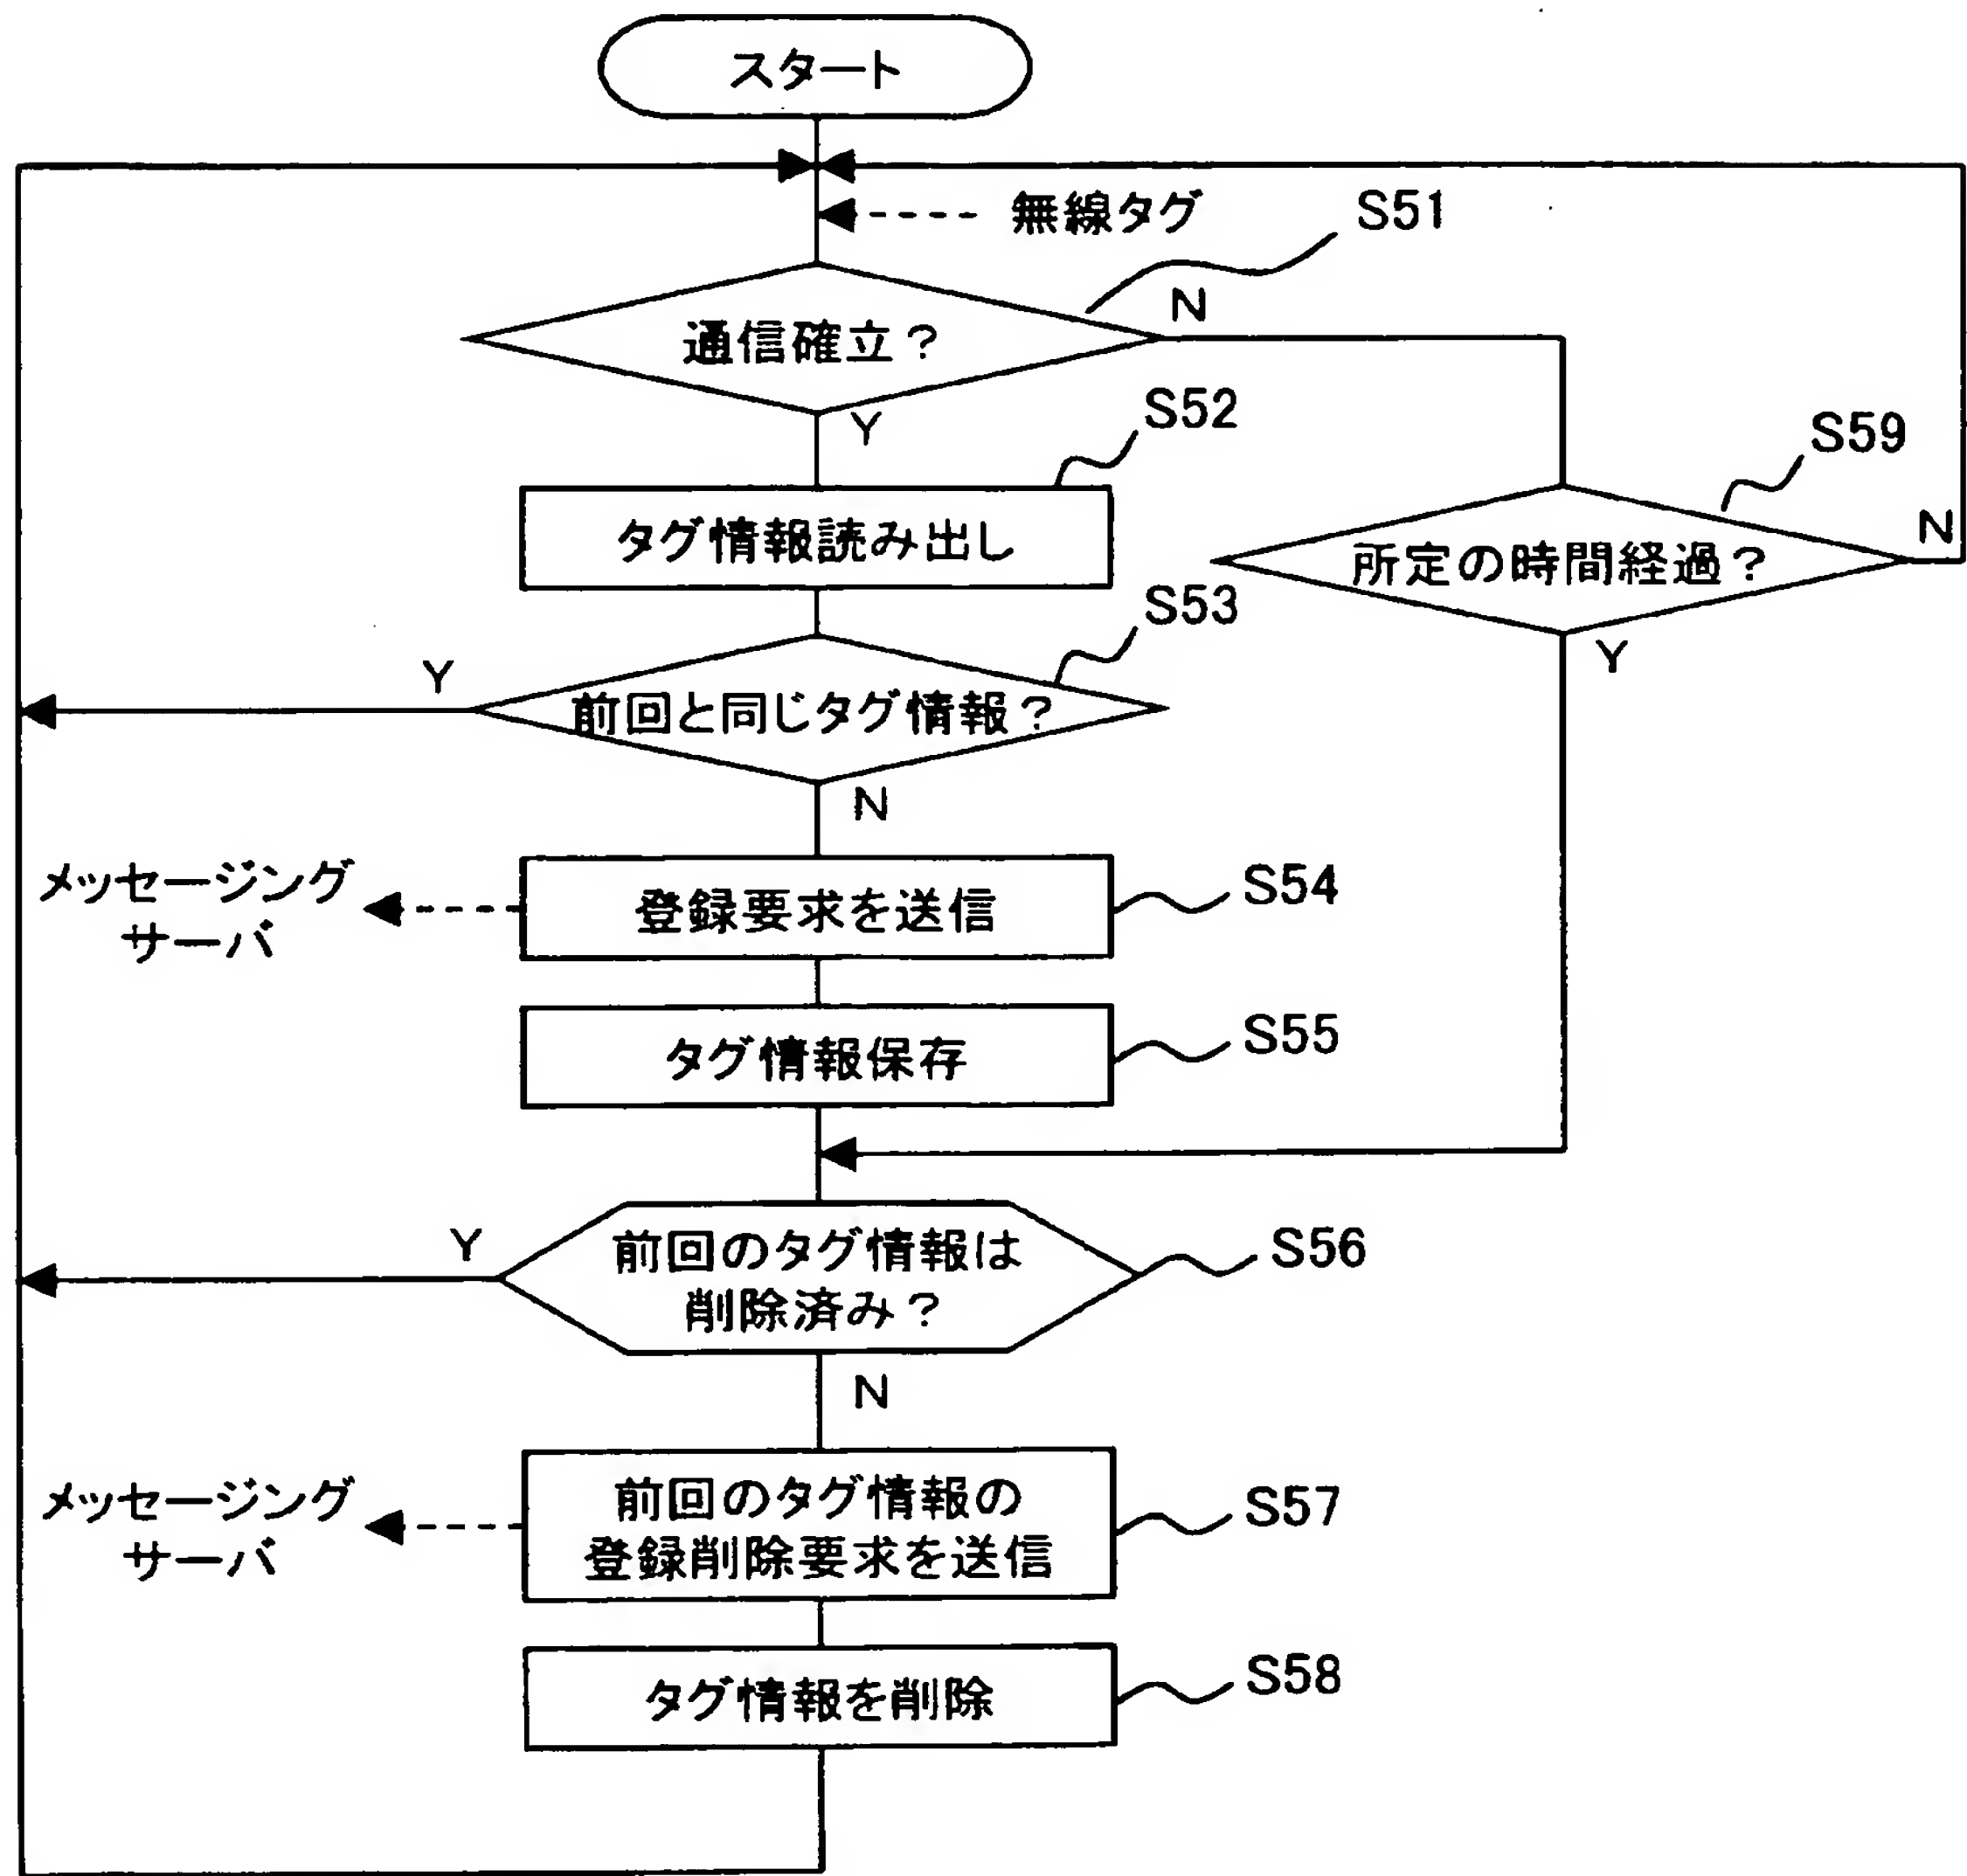 スタート
無線タグ
S51
通信確立？
N
Y
S52
タグ情報読み出し
S59
所定の時間経過？
N
Y
S53
前回と同じタグ情報？
Y
N
メッセージング
サーバ
登録要求を送信
S54
タグ情報保存
S55
前回のタグ情報は
削除済み？
Y
S56
N
メッセージング
サーバ
前回のタグ情報の
登録削除要求を送信
S57
タグ情報を削除
S58